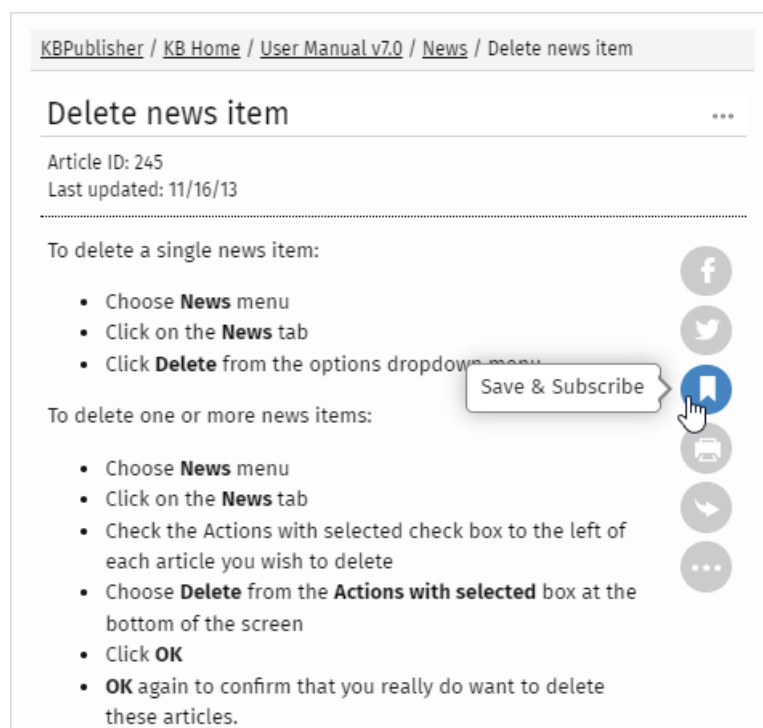 KBPublisher / KB Home / User Manual v7.0 / News / Delete news item
Delete news item
Article ID: 245
Last updated: 11/16/13
To delete a single news item:
• Choose News menu
• Click on the News tab
• Click Delete from the options dropdown menu
Save & Subscribe
To delete one or more news items:
• Choose News menu
• Click on the News tab
• Check the Actions with selected check box to the left of
each article you wish to delete
• Choose Delete from the Actions with selected box at the
bottom of the screen
• Click OK
• OK again to confirm that you really do want to delete
these articles.